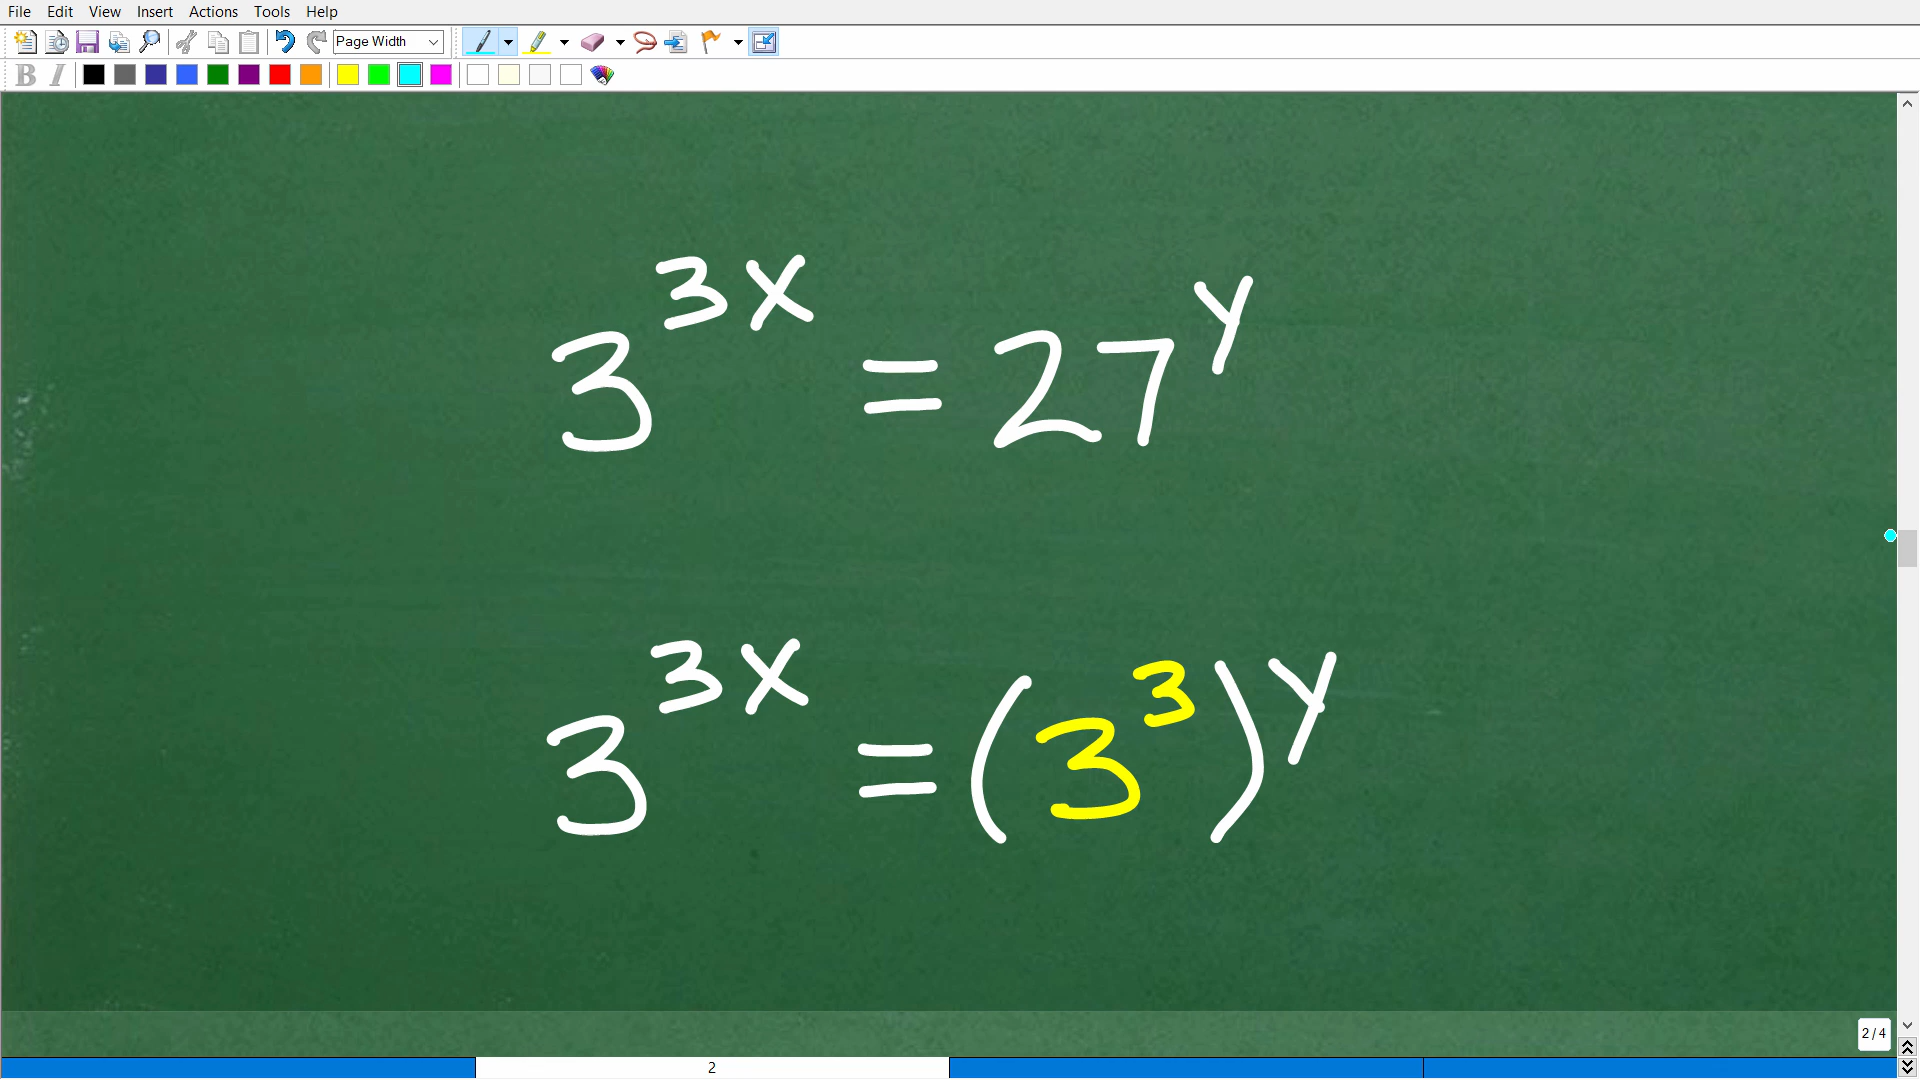 File Edit View Insert Actions Tools Help
Page Width
B I
3^{3x} = 27^y
3^{3x} = (3^3)^y
2 / 4
2